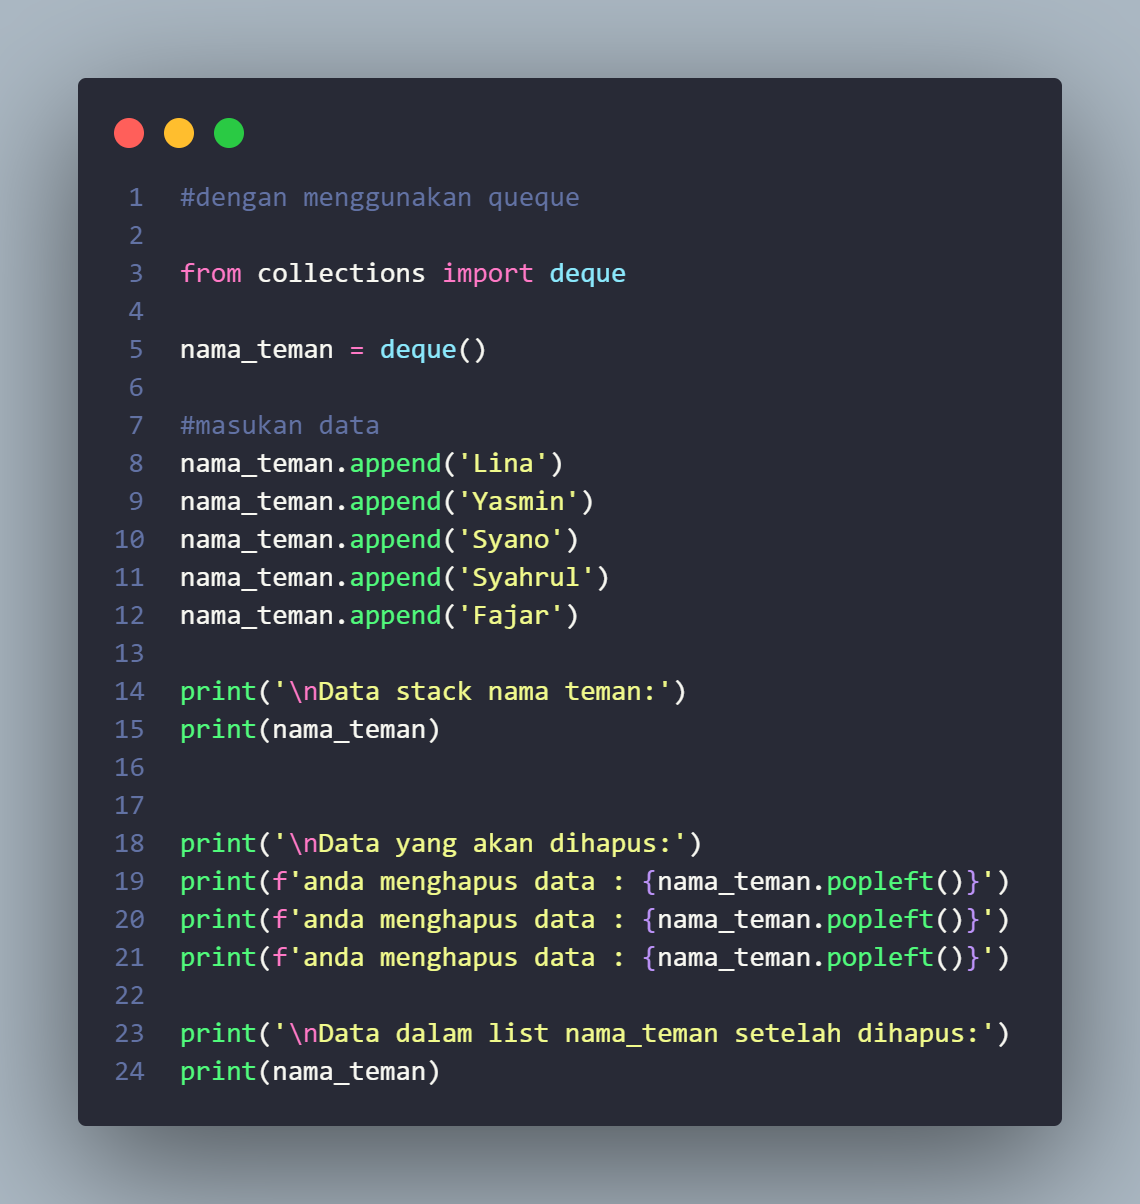 1 #dengan menggunakan queque
2
3 from collections import deque
4
5 nama_teman = deque()
6
7 #masukan data
8 nama_teman.append('Lina')
9 nama_teman.append('Yasmin')
10 nama_teman.append('Syano')
11 nama_teman.append('Syahrul')
12 nama_teman.append('Fajar')
13
14 print('\nData stack nama teman:')
15 print(nama_teman)
16
17
18 print('\nData yang akan dihapus:')
19 print(f'anda menghapus data : {nama_teman.popleft()}')
20 print(f'anda menghapus data : {nama_teman.popleft()}')
21 print(f'anda menghapus data : {nama_teman.popleft()}')
22
23 print('\nData dalam list nama_teman setelah dihapus:')
24 print(nama_teman)